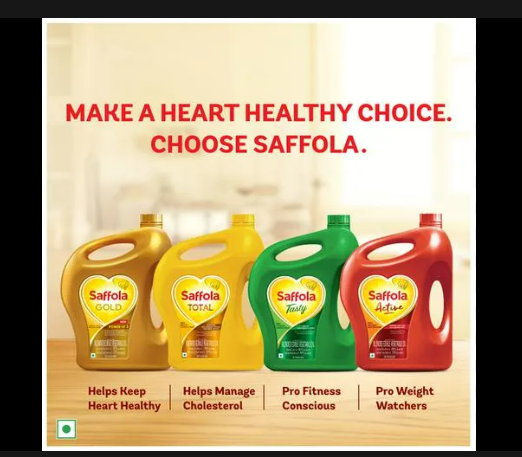 MAKE A HEART HEALTHY CHOICE.
CHOOSE SAFFOLA.
Saffola
GOLD
Saffola
TOTAL
Saffola
Tasty
Saffola
Active
Helps Keep
Heart Healthy
Helps Manage
Cholesterol
Pro Fitness
Conscious
Pro Weight
Watchers